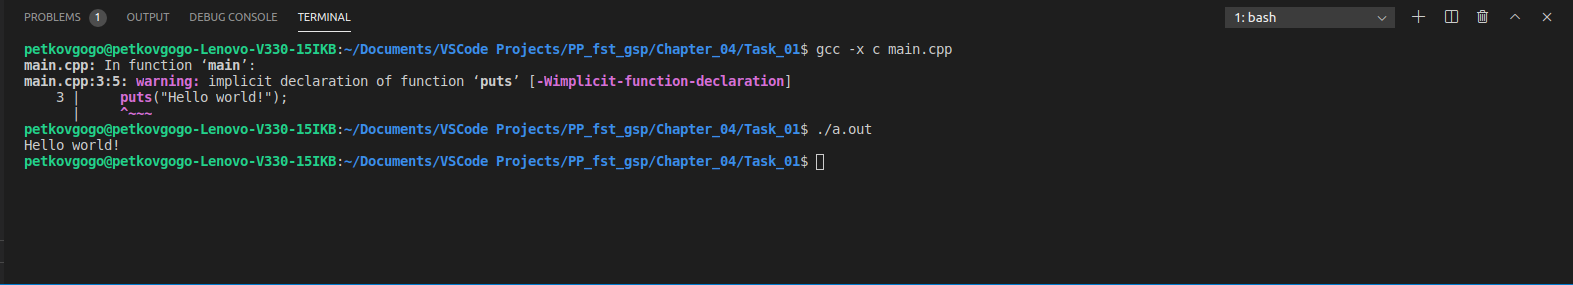 PROBLEMS 1 OUTPUT DEBUG CONSOLE TERMINAL 1: bash
petkovgogo@petkovgogo-Lenovo-V330-15IKB:~/Documents/VSCode Projects/PP_fst_gsp/Chapter_04/Task_01$ gcc -x c main.cpp
main.cpp: In function ‘main’:
main.cpp:3:5: warning: implicit declaration of function ‘puts’ [-Wimplicit-function-declaration]
    3 |     puts("Hello world!");
      |     ^~~~
petkovgogo@petkovgogo-Lenovo-V330-15IKB:~/Documents/VSCode Projects/PP_fst_gsp/Chapter_04/Task_01$ ./a.out
Hello world!
petkovgogo@petkovgogo-Lenovo-V330-15IKB:~/Documents/VSCode Projects/PP_fst_gsp/Chapter_04/Task_01$